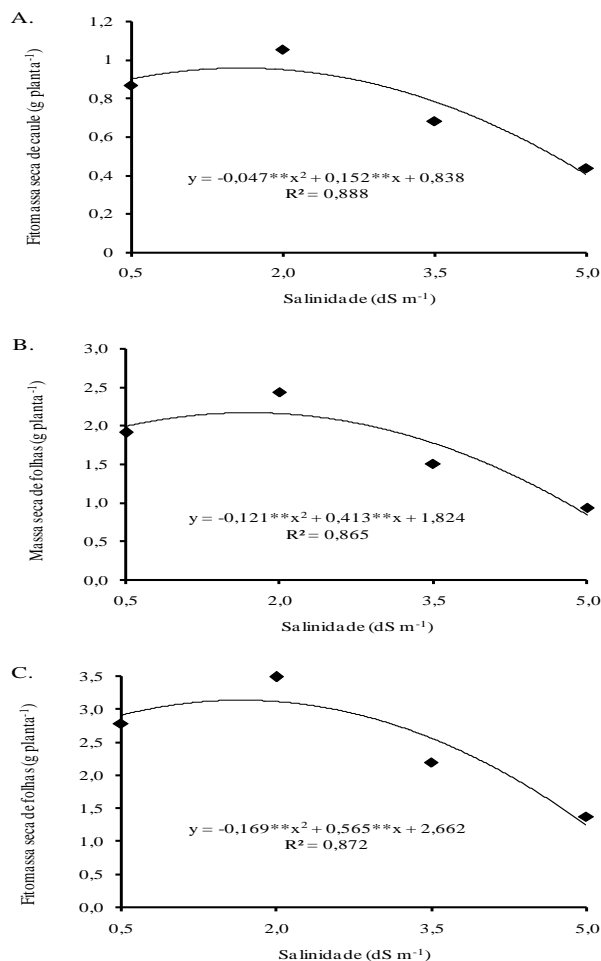 A.
Fitomassa seca de caule (g planta⁻¹)
1,2
1
0,8
0,6
0,4
0,2
0
y = -0,047**x² + 0,152**x + 0,838
R² = 0,888
0,5 2,0 3,5 5,0
Salinidade (dS m⁻¹)
B.
Massa seca de folhas (g planta⁻¹)
3,0
2,5
2,0
1,5
1,0
0,5
0,0
y = -0,121**x² + 0,413**x + 1,824
R² = 0,865
0,5 2,0 3,5 5,0
Salinidade (dS m⁻¹)
C.
Fitomassa seca de folhas (g planta⁻¹)
3,5
3,0
2,5
2,0
1,5
1,0
0,5
0,0
y = -0,169**x² + 0,565**x + 2,662
R² = 0,872
0,5 2,0 3,5 5,0
Salinidade (dS m⁻¹)